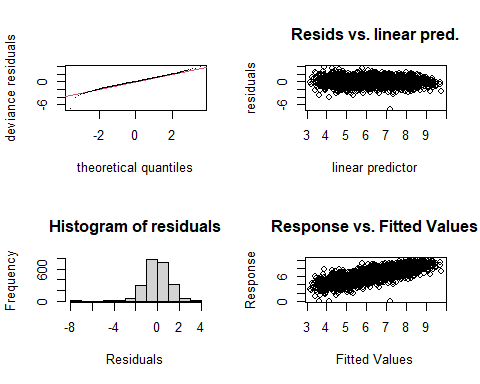 deviance residuals
0
-6
-2 0 2
theoretical quantiles
Resids vs. linear pred.
residuals
0
-6
3 4 5 6 7 8 9
linear predictor
Histogram of residuals
Frequency
600
0
-8 -4 0 2 4
Residuals
Response vs. Fitted Values
Response
6
0
3 4 5 6 7 8 9
Fitted Values